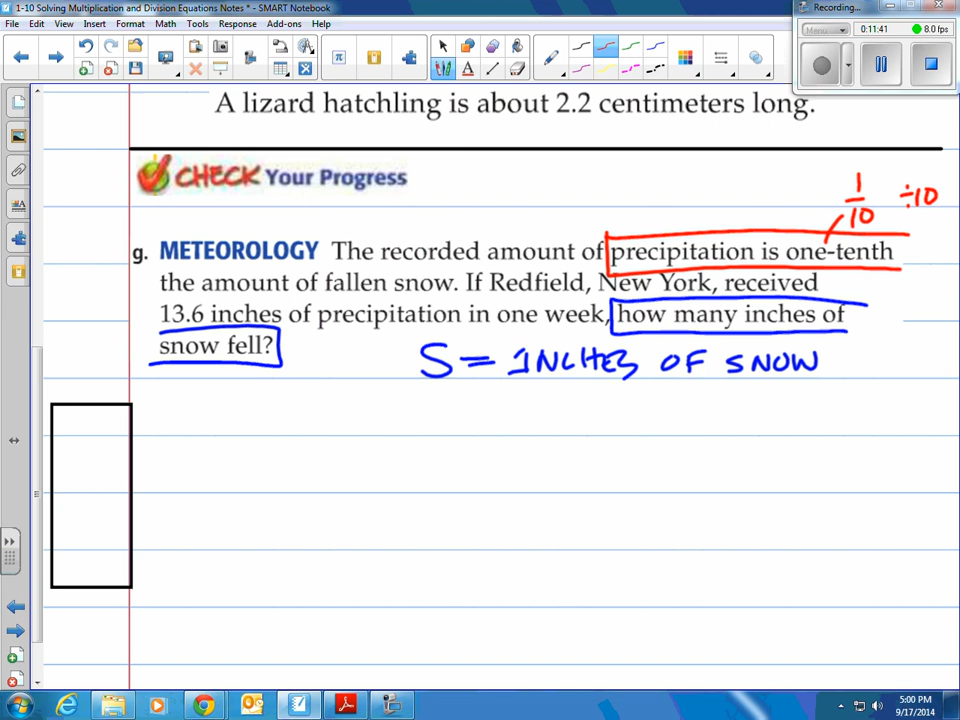 1-10 Solving Multiplication and Division Equations Notes * - SMART Notebook
File Edit View Insert Format Math Tools Response Add-ons Help
Recording...
Menu
0:11:41
8.0 fps
A lizard hatchling is about 2.2 centimeters long.
CHECK Your Progress
1
10
÷10
g. METEOROLOGY The recorded amount of precipitation is one-tenth
the amount of fallen snow. If Redfield, New York, received
13.6 inches of precipitation in one week, how many inches of
snow fell?
S = INCHES OF SNOW
5:00 PM
9/17/2014